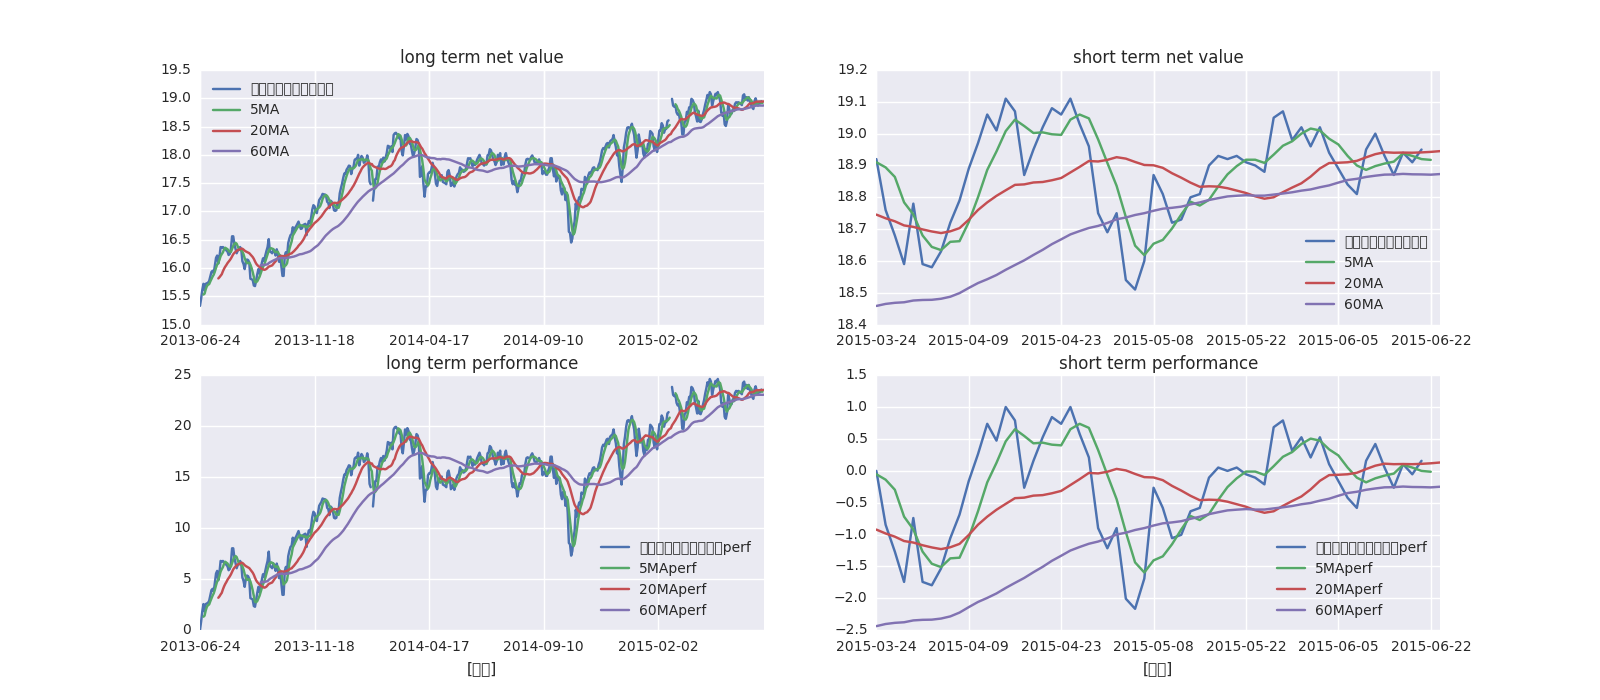 long term net value
19.5
19.0
18.5
18.0
17.5
17.0
16.5
16.0
15.5
15.0
5MA
20MA
60MA
2013-06-24 2013-11-18 2014-04-17 2014-09-10 2015-02-02
short term net value
19.2
19.1
19.0
18.9
18.8
18.7
18.6
18.5
18.4
5MA
20MA
60MA
2015-03-24 2015-04-09 2015-04-23 2015-05-08 2015-05-22 2015-06-05 2015-06-22
long term performance
25
20
15
10
5
0
perf
5MAperf
20MAperf
60MAperf
2013-06-24 2013-11-18 2014-04-17 2014-09-10 2015-02-02
short term performance
1.5
1.0
0.5
0.0
−0.5
−1.0
−1.5
−2.0
−2.5
perf
5MAperf
20MAperf
60MAperf
2015-03-24 2015-04-09 2015-04-23 2015-05-08 2015-05-22 2015-06-05 2015-06-22